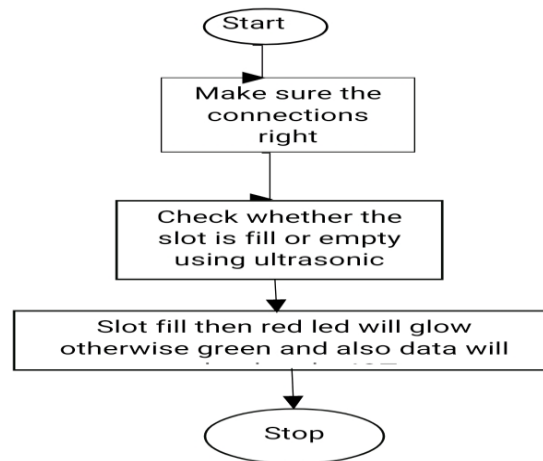 Start
Make sure the
connections
right
Check whether the
slot is fill or empty
using ultrasonic
Slot fill then red led will glow
otherwise green and also data will
Stop